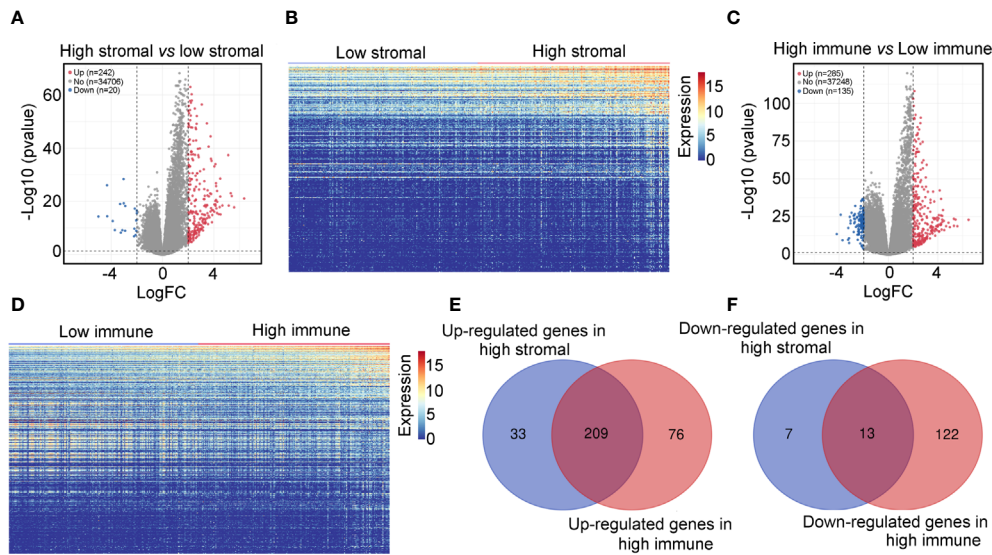 A
High stromal vs low stromal
Up (n=242)
No (n=34706)
Down (n=20)
-Log10 (pvalue)
60
40
20
0
-4
0
4
LogFC
B
Low stromal
High stromal
Expression
15
10
5
0
C
High immune vs Low immune
Up (n=285)
No (n=37248)
Down (n=135)
-Log10 (pvalue)
100
75
50
25
0
-4
0
4
LogFC
D
Low immune
High immune
Expression
15
10
5
0
E
Up-regulated genes in
high stromal
33
209
76
Up-regulated genes in
high immune
F
Down-regulated genes in
high stromal
7
13
122
Down-regulated genes in
high immune